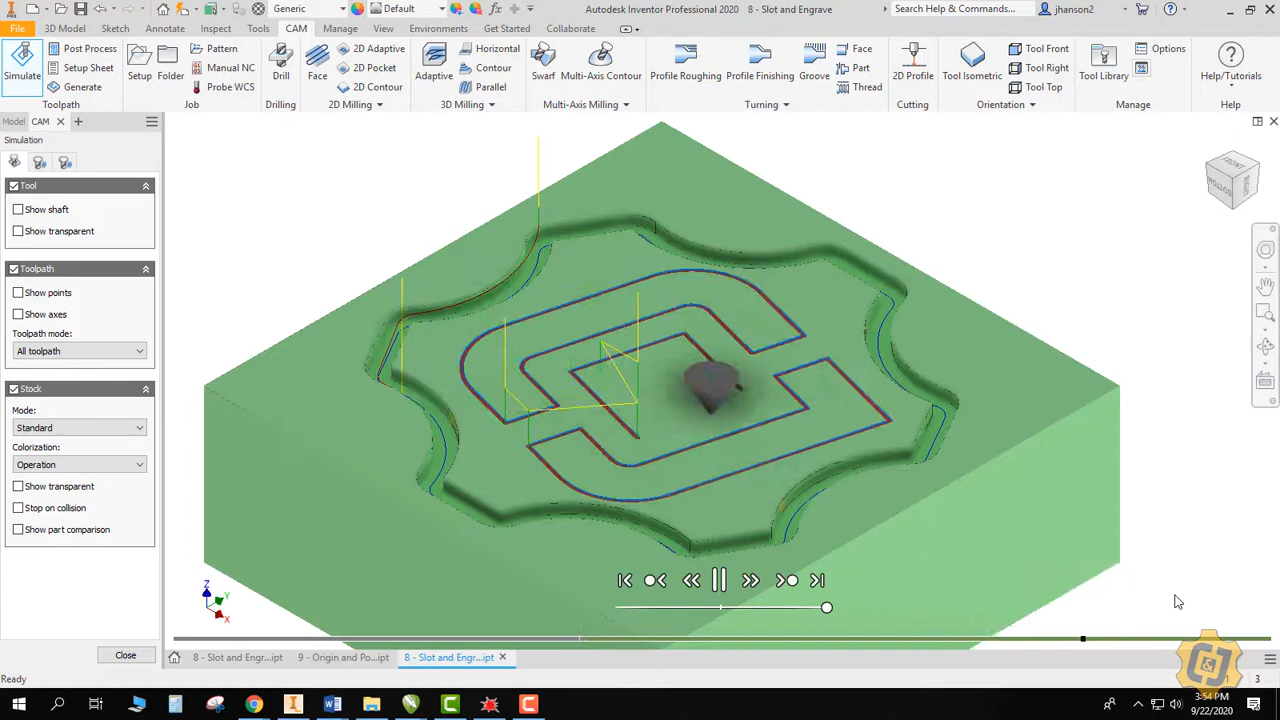 Generic
Default
Autodesk Inventor Professional 2020
8 - Slot and Engrave
Search Help & Commands...
jhanson2
File
3D Model
Sketch
Annotate
Inspect
Tools
CAM
Manage
View
Environments
Get Started
Collaborate
Simulate
Post Process
Setup Sheet
Generate
Toolpath
Setup
Folder
Pattern
Manual NC
Probe WCS
Job
Drill
Drilling
Face
2D Adaptive
2D Pocket
2D Contour
2D Milling
Adaptive
Horizontal
Contour
Parallel
3D Milling
Swarf
Multi-Axis Contour
Multi-Axis Milling
Profile Roughing
Profile Finishing
Groove
Face
Part
Thread
Turning
2D Profile
Cutting
Tool Isometric
Tool Front
Tool Right
Tool Top
Orientation
Tool Library
Options
Manage
Help/Tutorials
Help
Model
CAM
Simulation
Tool
Show shaft
Show transparent
Toolpath
Show points
Show axes
Toolpath mode:
All toolpath
Stock
Mode:
Standard
Colorization:
Operation
Show transparent
Stop on collision
Show part comparison
Close
FRONT
BOTTOM
Z
Y
X
8 - Slot and Engr...ipt
9 - Origin and Po...ipt
8 - Slot and Engr...ipt
Ready
3
3:54 PM
9/22/2020